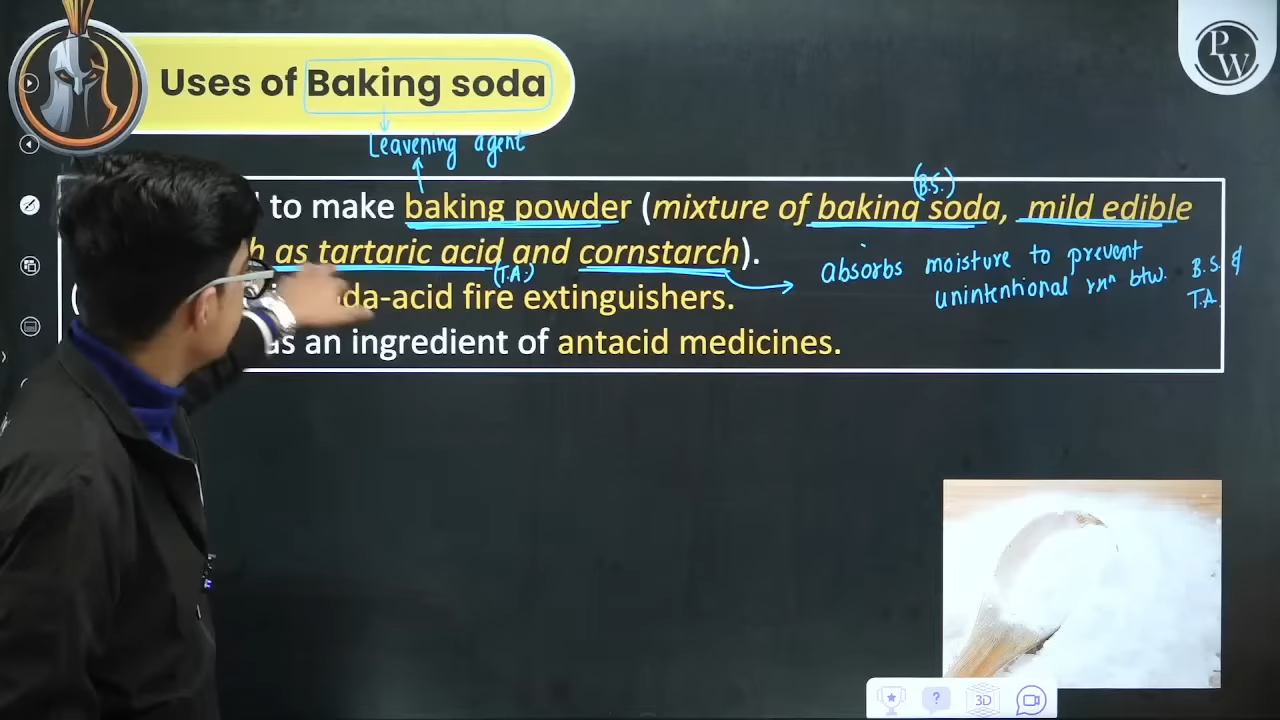 P
W
Uses of Baking soda
Leavening agent
(B.S.)
to make baking powder (mixture of baking soda, mild edible
as tartaric acid and cornstarch).
(T.A.)
absorbs moisture to prevent
unintentional rxⁿ btw. B.S. &
T.A.
da-acid fire extinguishers.
as an ingredient of antacid medicines.
?
3D